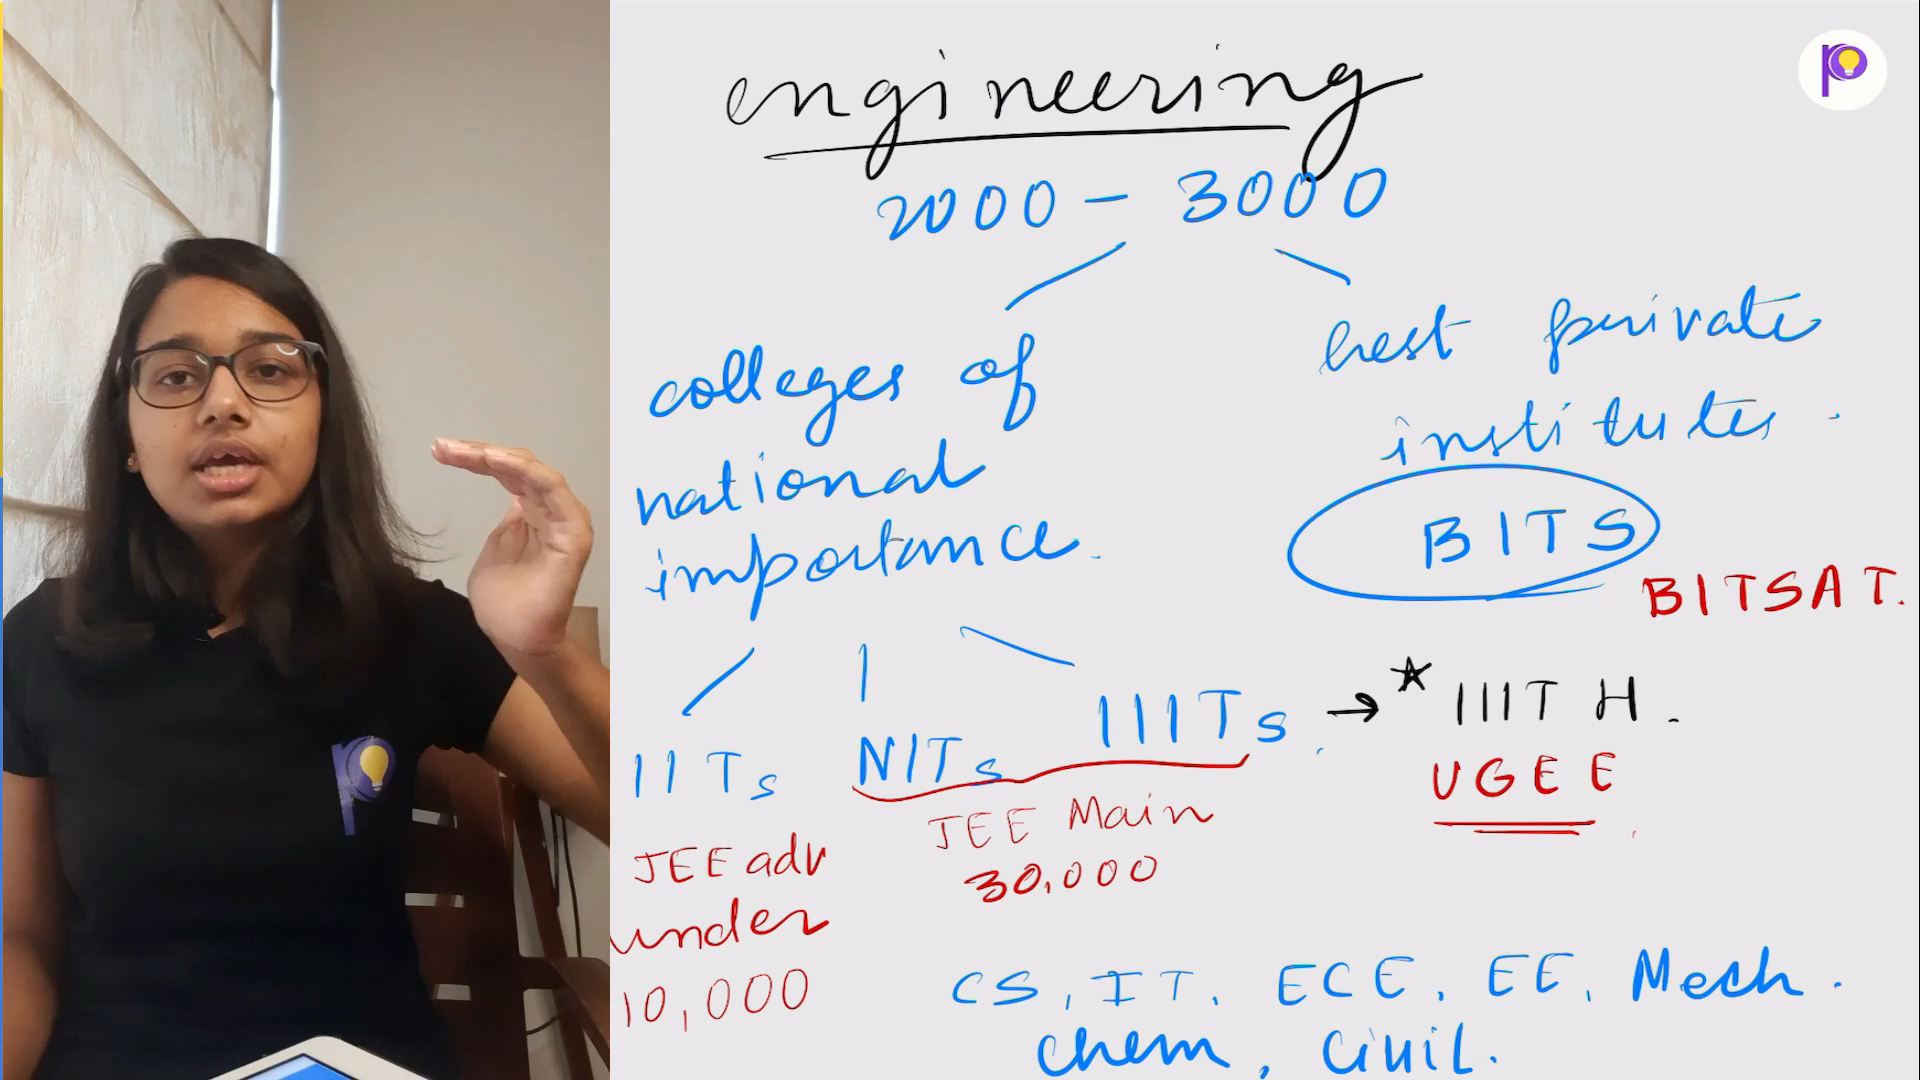 engineering
2000 - 3000
colleges of
national
importance.
best private
institutes.
BITS
BITSAT.
IITs
NITs
IIITs
→ * IIIT H.
UGEE
JEE adv
under
10,000
JEE Main
30,000
CS, IT, ECE, EE, Mech.
chem, Civil.